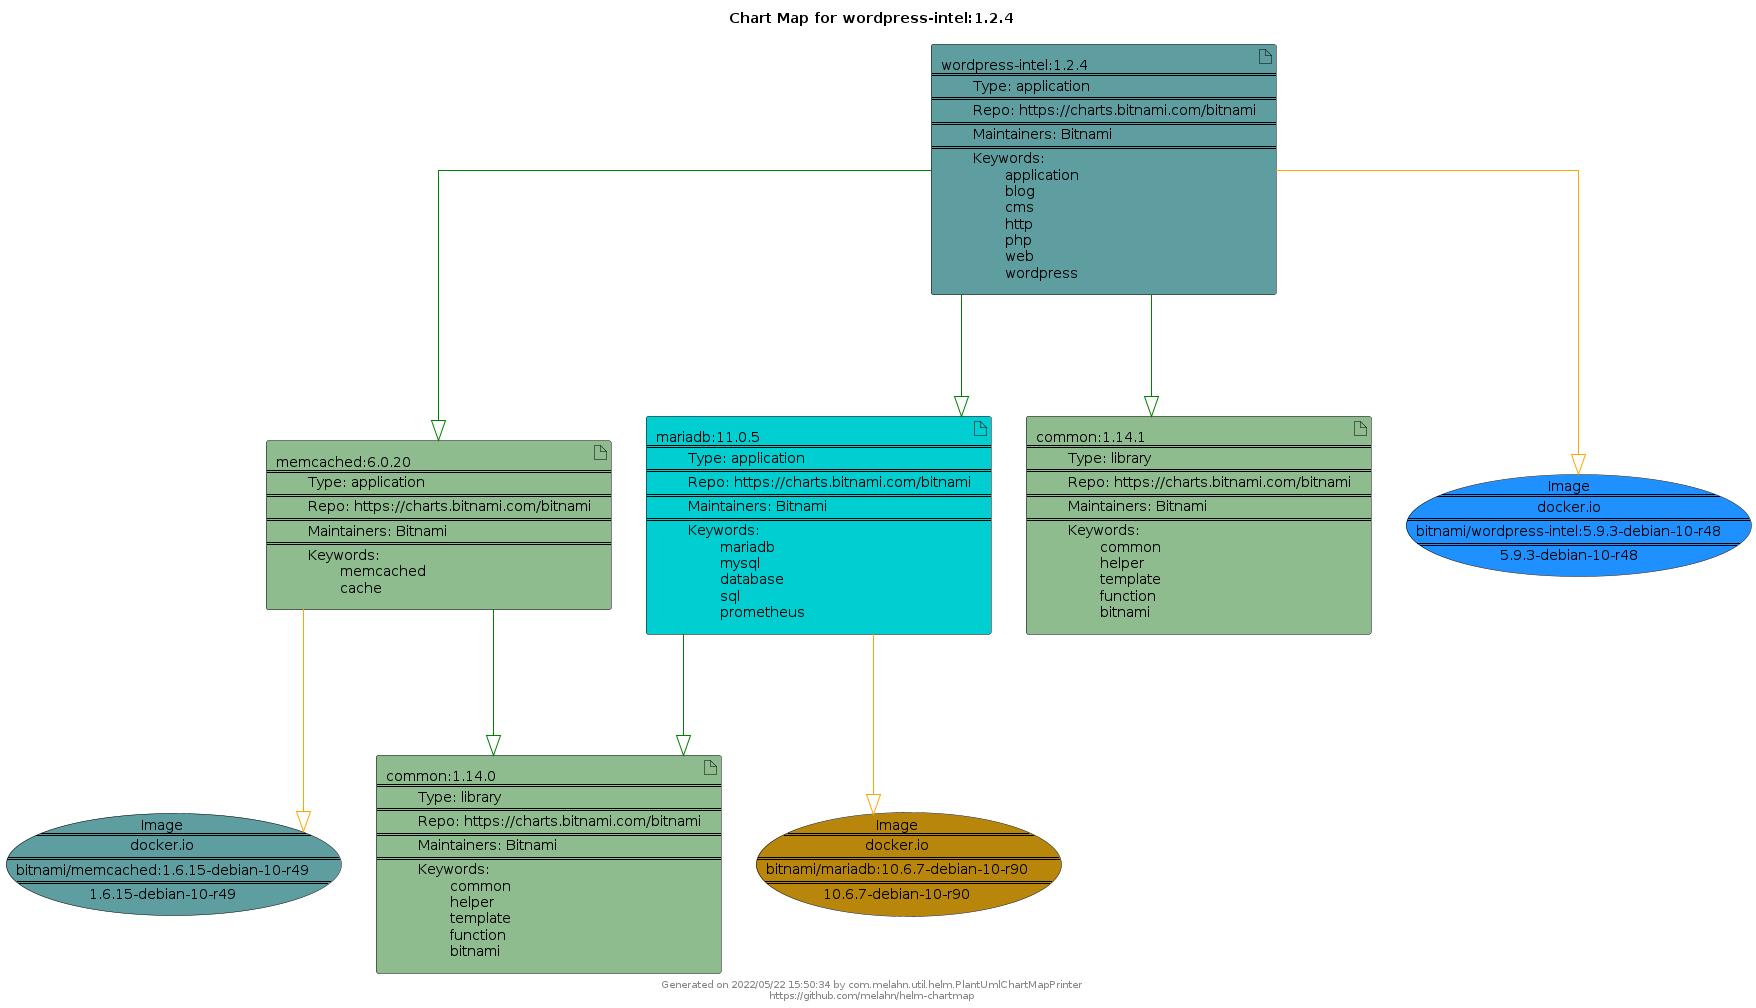 Chart Map for wordpress-intel:1.2.4
wordpress-intel:1.2.4
Type: application
Repo: https://charts.bitnami.com/bitnami
Maintainers: Bitnami
Keywords:
application
blog
cms
http
php
web
wordpress
memcached:6.0.20
Type: application
Repo: https://charts.bitnami.com/bitnami
Maintainers: Bitnami
Keywords:
memcached
cache
mariadb:11.0.5
Type: application
Repo: https://charts.bitnami.com/bitnami
Maintainers: Bitnami
Keywords:
mariadb
mysql
database
sql
prometheus
common:1.14.1
Type: library
Repo: https://charts.bitnami.com/bitnami
Maintainers: Bitnami
Keywords:
common
helper
template
function
bitnami
Image
docker.io
bitnami/wordpress-intel:5.9.3-debian-10-r48
5.9.3-debian-10-r48
Image
docker.io
bitnami/memcached:1.6.15-debian-10-r49
1.6.15-debian-10-r49
common:1.14.0
Type: library
Repo: https://charts.bitnami.com/bitnami
Maintainers: Bitnami
Keywords:
common
helper
template
function
bitnami
Image
docker.io
bitnami/mariadb:10.6.7-debian-10-r90
10.6.7-debian-10-r90
Generated on 2022/05/22 15:50:34 by com.melahn.util.helm.PlantUmlChartMapPrinter
https://github.com/melahn/helm-chartmap